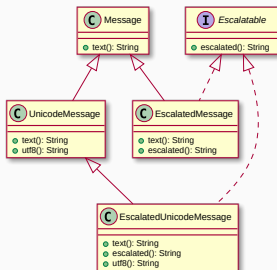 C Message
text(): String
I Escalatable
escalated(): String
C UnicodeMessage
text(): String
utf8(): String
C EscalatedMessage
text(): String
escalated(): String
C EscalatedUnicodeMessage
text(): String
escalated(): String
utf8(): String